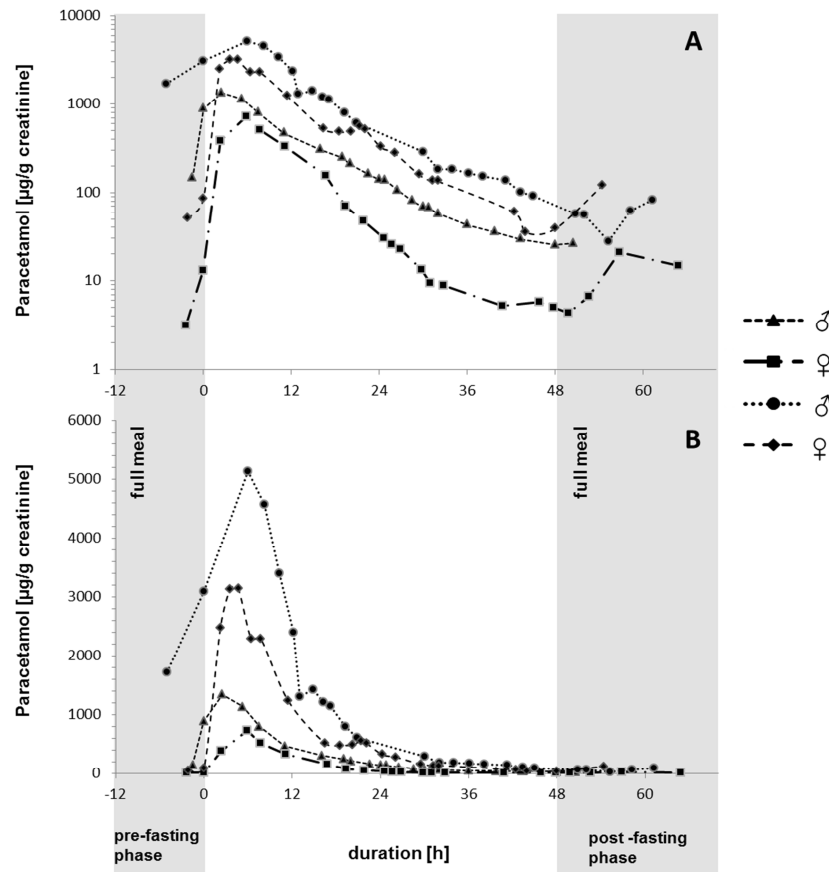 A
Paracetamol [µg/g creatinine]
10000
1000
100
10
1
-12
0
12
24
36
48
60
♂
♀
♂
♀
B
full meal
full meal
Paracetamol [µg/g creatinine]
6000
5000
4000
3000
2000
1000
0
-12
0
12
24
36
48
60
pre-fasting
phase
duration [h]
post -fasting
phase